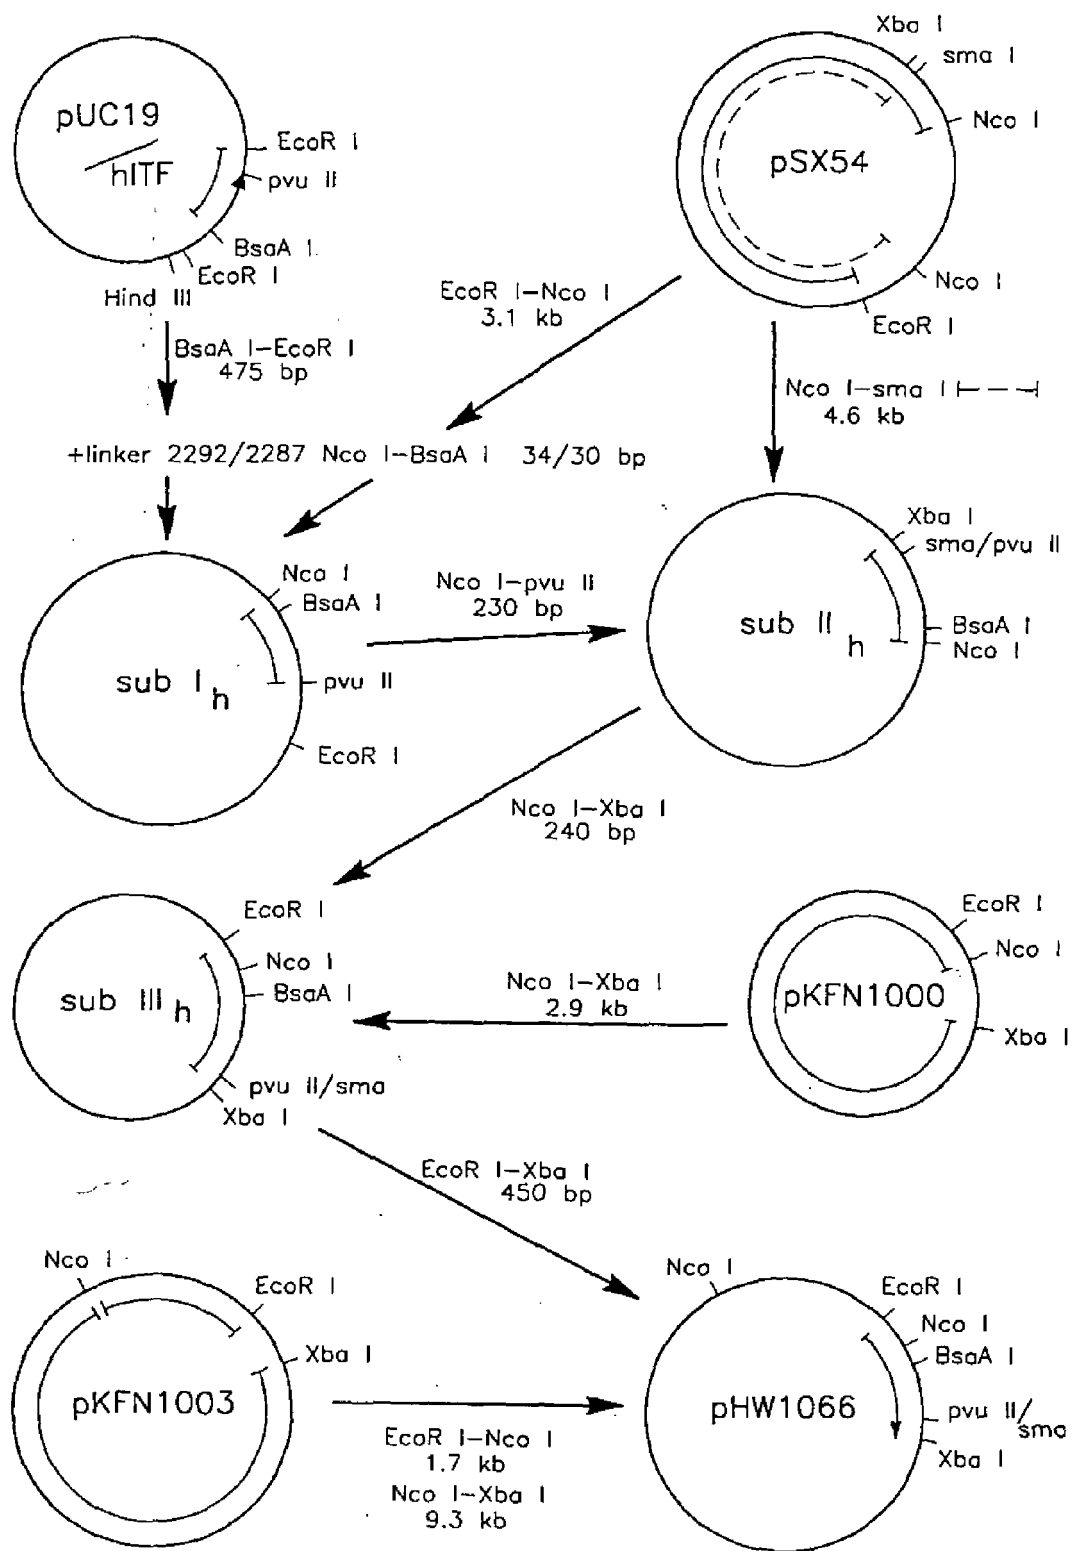 pUC19
hITF
EcoR I
pvu II
BsaA I
EcoR I
Hind III
Xba I
sma I
Nco I
pSX54
Nco I
EcoR I
BsaA I-EcoR I
475 bp
EcoR I-Nco I
3.1 kb
Nco I-sma I
4.6 kb
+linker 2292/2287 Nco I-BsaA I 34/30 bp
Nco I
BsaA I
sub I h
pvu II
EcoR I
Nco I-pvu II
230 bp
Xba I
sma/pvu II
sub II h
BsaA I
Nco I
Nco I-Xba I
240 bp
EcoR I
Nco I
BsaA I
sub III h
pvu II/sma
Xba I
Nco I-Xba I
2.9 kb
EcoR I
Nco I
pKFN1000
Xba I
EcoR I-Xba I
450 bp
Nco I
EcoR I
Xba I
pKFN1003
EcoR I-Nco I
1.7 kb
Nco I-Xba I
9.3 kb
Nco I
EcoR I
Nco I
BsaA I
pHW1066
pvu II/
sma
Xba I